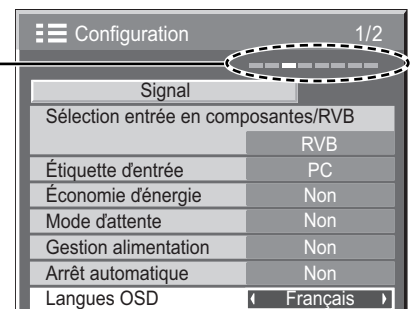 Configuration 1/2
Signal
Sélection entrée en composantes/RVB
RVB
Étiquette d'entrée PC
Économie d'énergie Non
Mode d'attente Non
Gestion alimentation Non
Arrêt automatique Non
Langues OSD Français